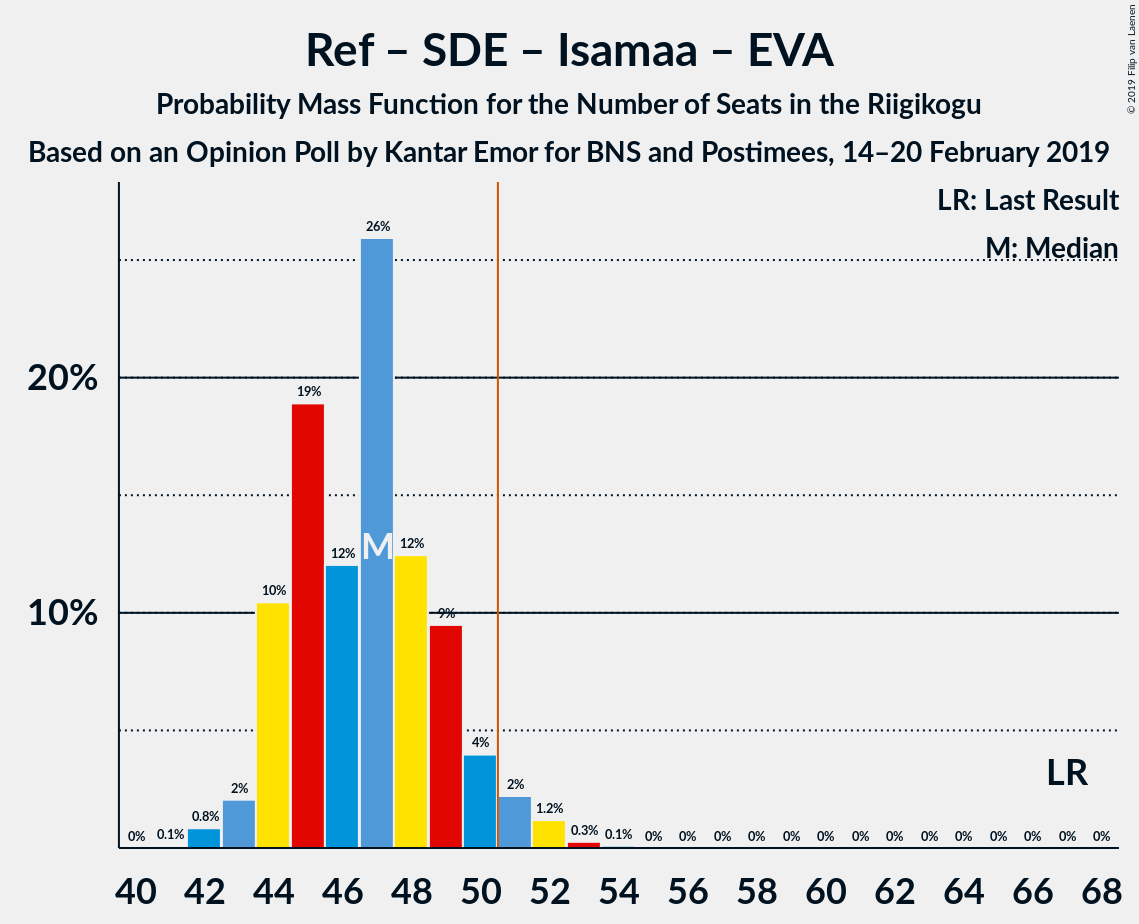 Ref – SDE – Isamaa – EVA
Probability Mass Function for the Number of Seats in the Riigikogu
Based on an Opinion Poll by Kantar Emor for BNS and Postimees, 14–20 February 2019
© 2019 Filip van Laenen
LR: Last Result
M: Median
26%
20%
19%
12%
M
12%
10%
10%
9%
4%
LR
2%
2%
0.8%
1.2%
0% 0.1% 0.3% 0.1% 0% 0% 0% 0% 0% 0% 0% 0% 0% 0% 0% 0% 0% 0%
40 42 44 46 48 50 52 54 56 58 60 62 64 66 68